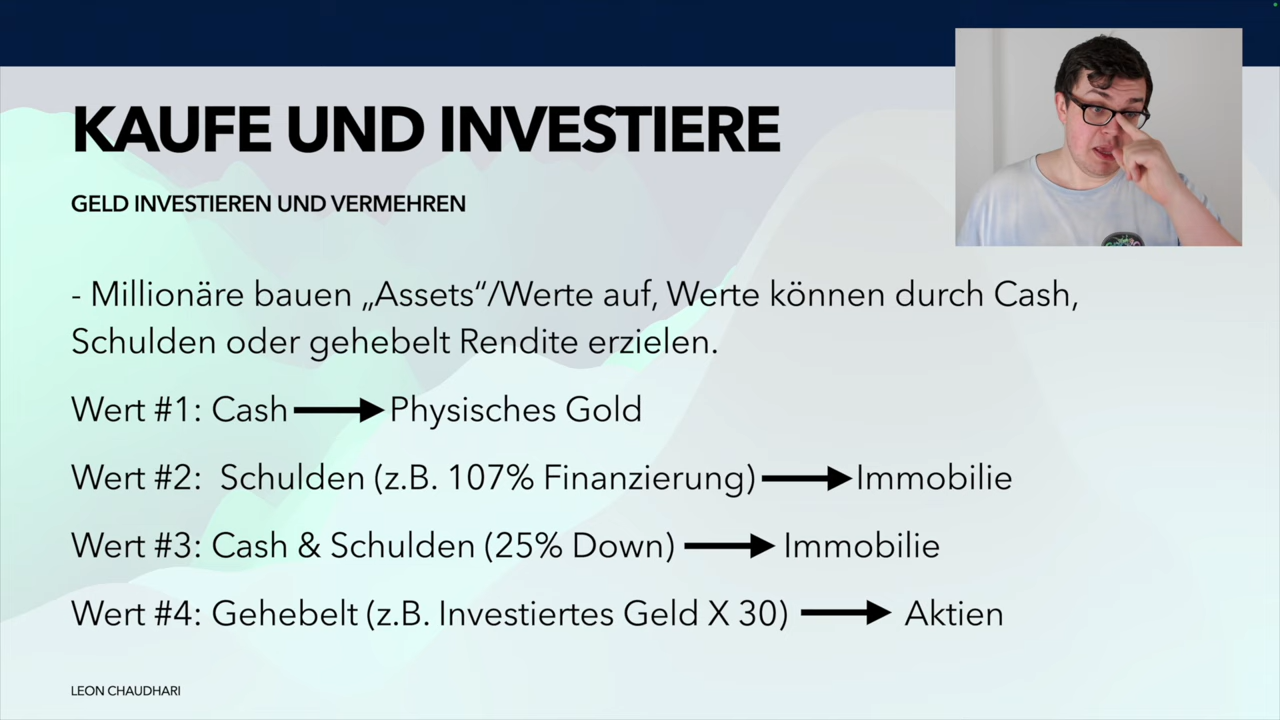 KAUFE UND INVESTIERE
GELD INVESTIEREN UND VERMEHREN
- Millionäre bauen „Assets“/Werte auf, Werte können durch Cash,
Schulden oder gehebelt Rendite erzielen.
Wert #1: Cash → Physisches Gold
Wert #2: Schulden (z.B. 107% Finanzierung) → Immobilie
Wert #3: Cash & Schulden (25% Down) → Immobilie
Wert #4: Gehebelt (z.B. Investiertes Geld X 30) → Aktien
LEON CHAUDHARI